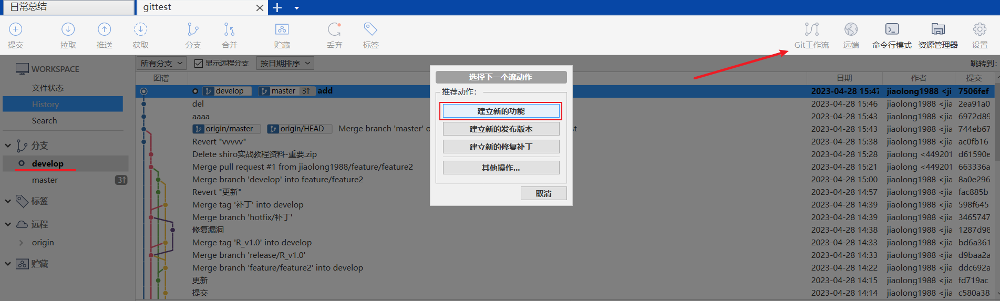 日常总结
gittest
提交 拉取 推送 获取 分支 合并 贮藏 丢弃 标签 Git工作流 远端 命令行模式 资源管理器 设置
WORKSPACE
文件状态
History
Search
分支
develop
master 3↑
标签
远程
origin
贮藏
所有分支 显示远程分支 按日期排序 跳转到:
图谱 日期 作者 提交
develop master 3↑ add 2023-04-28 15:47 jiaolong1988 <ji 7506fef
del 2023-04-28 15:46 jiaolong1988 <jia 2ea91a0
aaaa 2023-04-28 15:43 jiaolong1988 <jia 6972d89
origin/master origin/HEAD Merge branch 'master' o st 2023-04-28 15:43 jiaolong1988 <jia 744eb67
Revert "vvvvv" 2023-04-28 15:38 jiaolong1988 <jia ac0fb16
Delete shiro实战教程资料-重要.zip 2023-04-28 15:28 jiaolong <449201 d61590e
Merge pull request #1 from jiaolong1988/feature/feature2 2023-04-28 15:21 jiaolong <449201 663336a
Merge branch 'develop' into feature/feature2 2023-04-28 15:00 jiaolong1988 <jia 8a0e296
Revert "更新" 2023-04-28 14:57 jiaolong1988 <jia fac885b
Merge tag '补丁' into develop 2023-04-28 14:39 jiaolong1988 <jia 598f645
Merge branch 'hotfix/补丁' 2023-04-28 14:39 jiaolong1988 <jia 3465747
修复漏洞 2023-04-28 14:38 jiaolong1988 <jia 1287d98
Merge tag 'R_v1.0' into develop 2023-04-28 14:33 jiaolong1988 <jia bd6a361
Merge branch 'release/R_v1.0' 2023-04-28 14:33 jiaolong1988 <jia d9baa2a
Merge branch 'feature/feature2' into develop 2023-04-28 14:22 jiaolong1988 <jia ddc692a
更新 2023-04-28 14:15 jiaolong1988 <jia fd719ac
提交 2023-04-28 14:14 jiaolong1988 <jia c580a38
选择下一个流动作
推荐动作:
建立新的功能
建立新的发布版本
建立新的修复补丁
其他操作...
取消